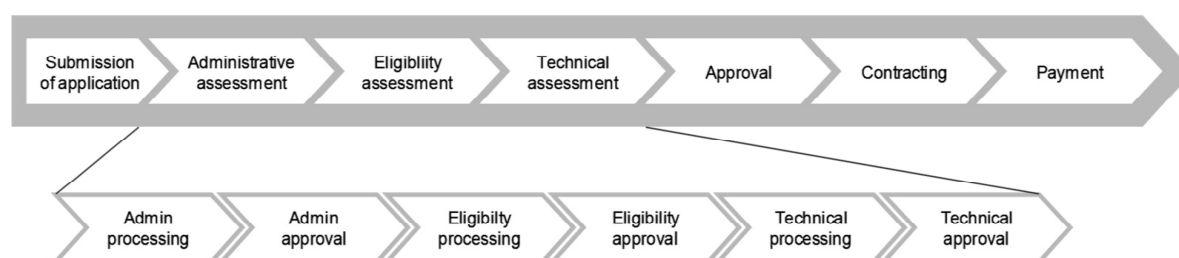 Submission
of application
Administrative
assessment
Eligibliity
assessment
Technical
assessment
Approval
Contracting
Payment
Admin
processing
Admin
approval
Eligibilty
processing
Eligibility
approval
Technical
processing
Technical
approval